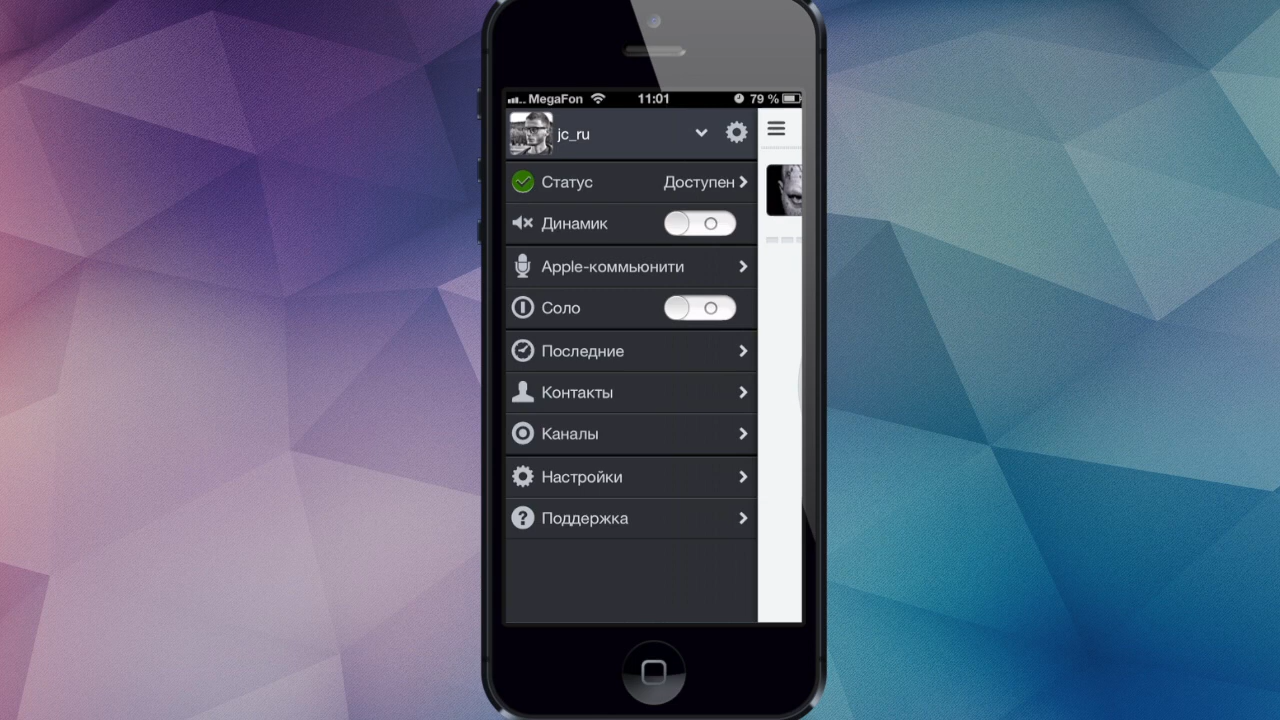 MegaFon 11:01 79 %
jc_ru
Статус Доступен
Динамик
Apple-коммьюнити
Соло
Последние
Контакты
Каналы
Настройки
Поддержка